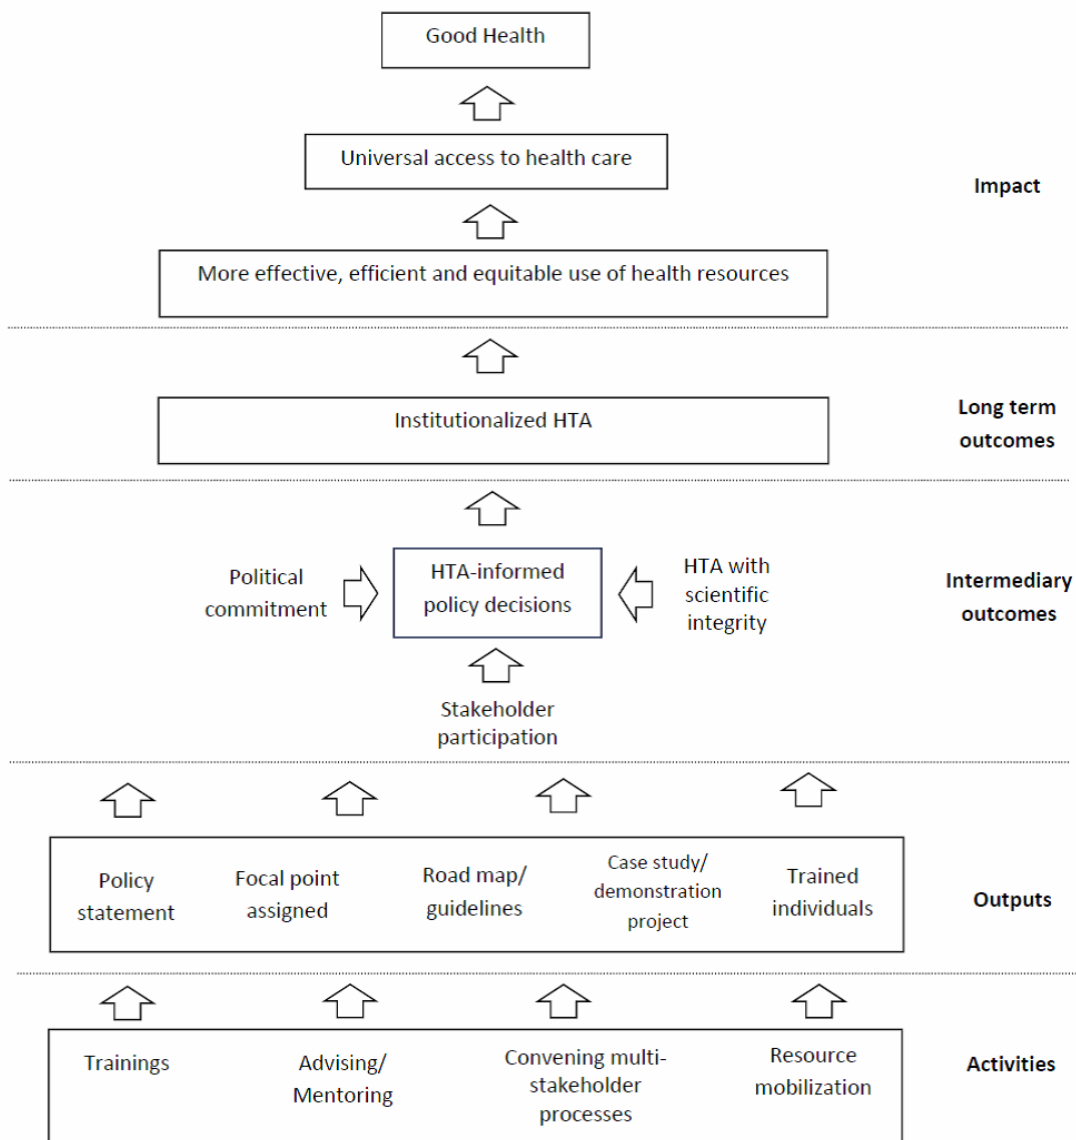 Good Health
Universal access to health care
Impact
More effective, efficient and equitable use of health resources
Institutionalized HTA
Long term
outcomes
Political
commitment
HTA-informed
policy decisions
HTA with
scientific
integrity
Intermediary
outcomes
Stakeholder
participation
Policy
statement
Focal point
assigned
Road map/
guidelines
Case study/
demonstration
project
Trained
individuals
Outputs
Trainings
Advising/
Mentoring
Convening multi-
stakeholder
processes
Resource
mobilization
Activities